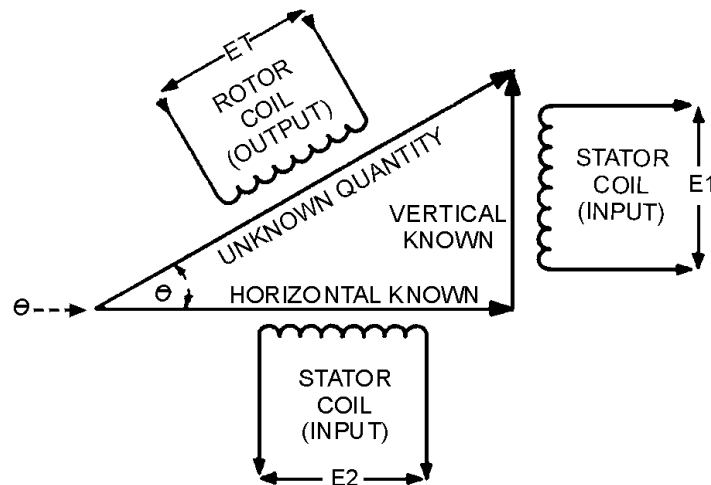 ET
ROTOR
COIL
(OUTPUT)
UNKNOWN QUANTITY
STATOR
COIL
(INPUT)
E1
VERTICAL
KNOWN
Θ
Θ
HORIZONTAL KNOWN
STATOR
COIL
(INPUT)
E2